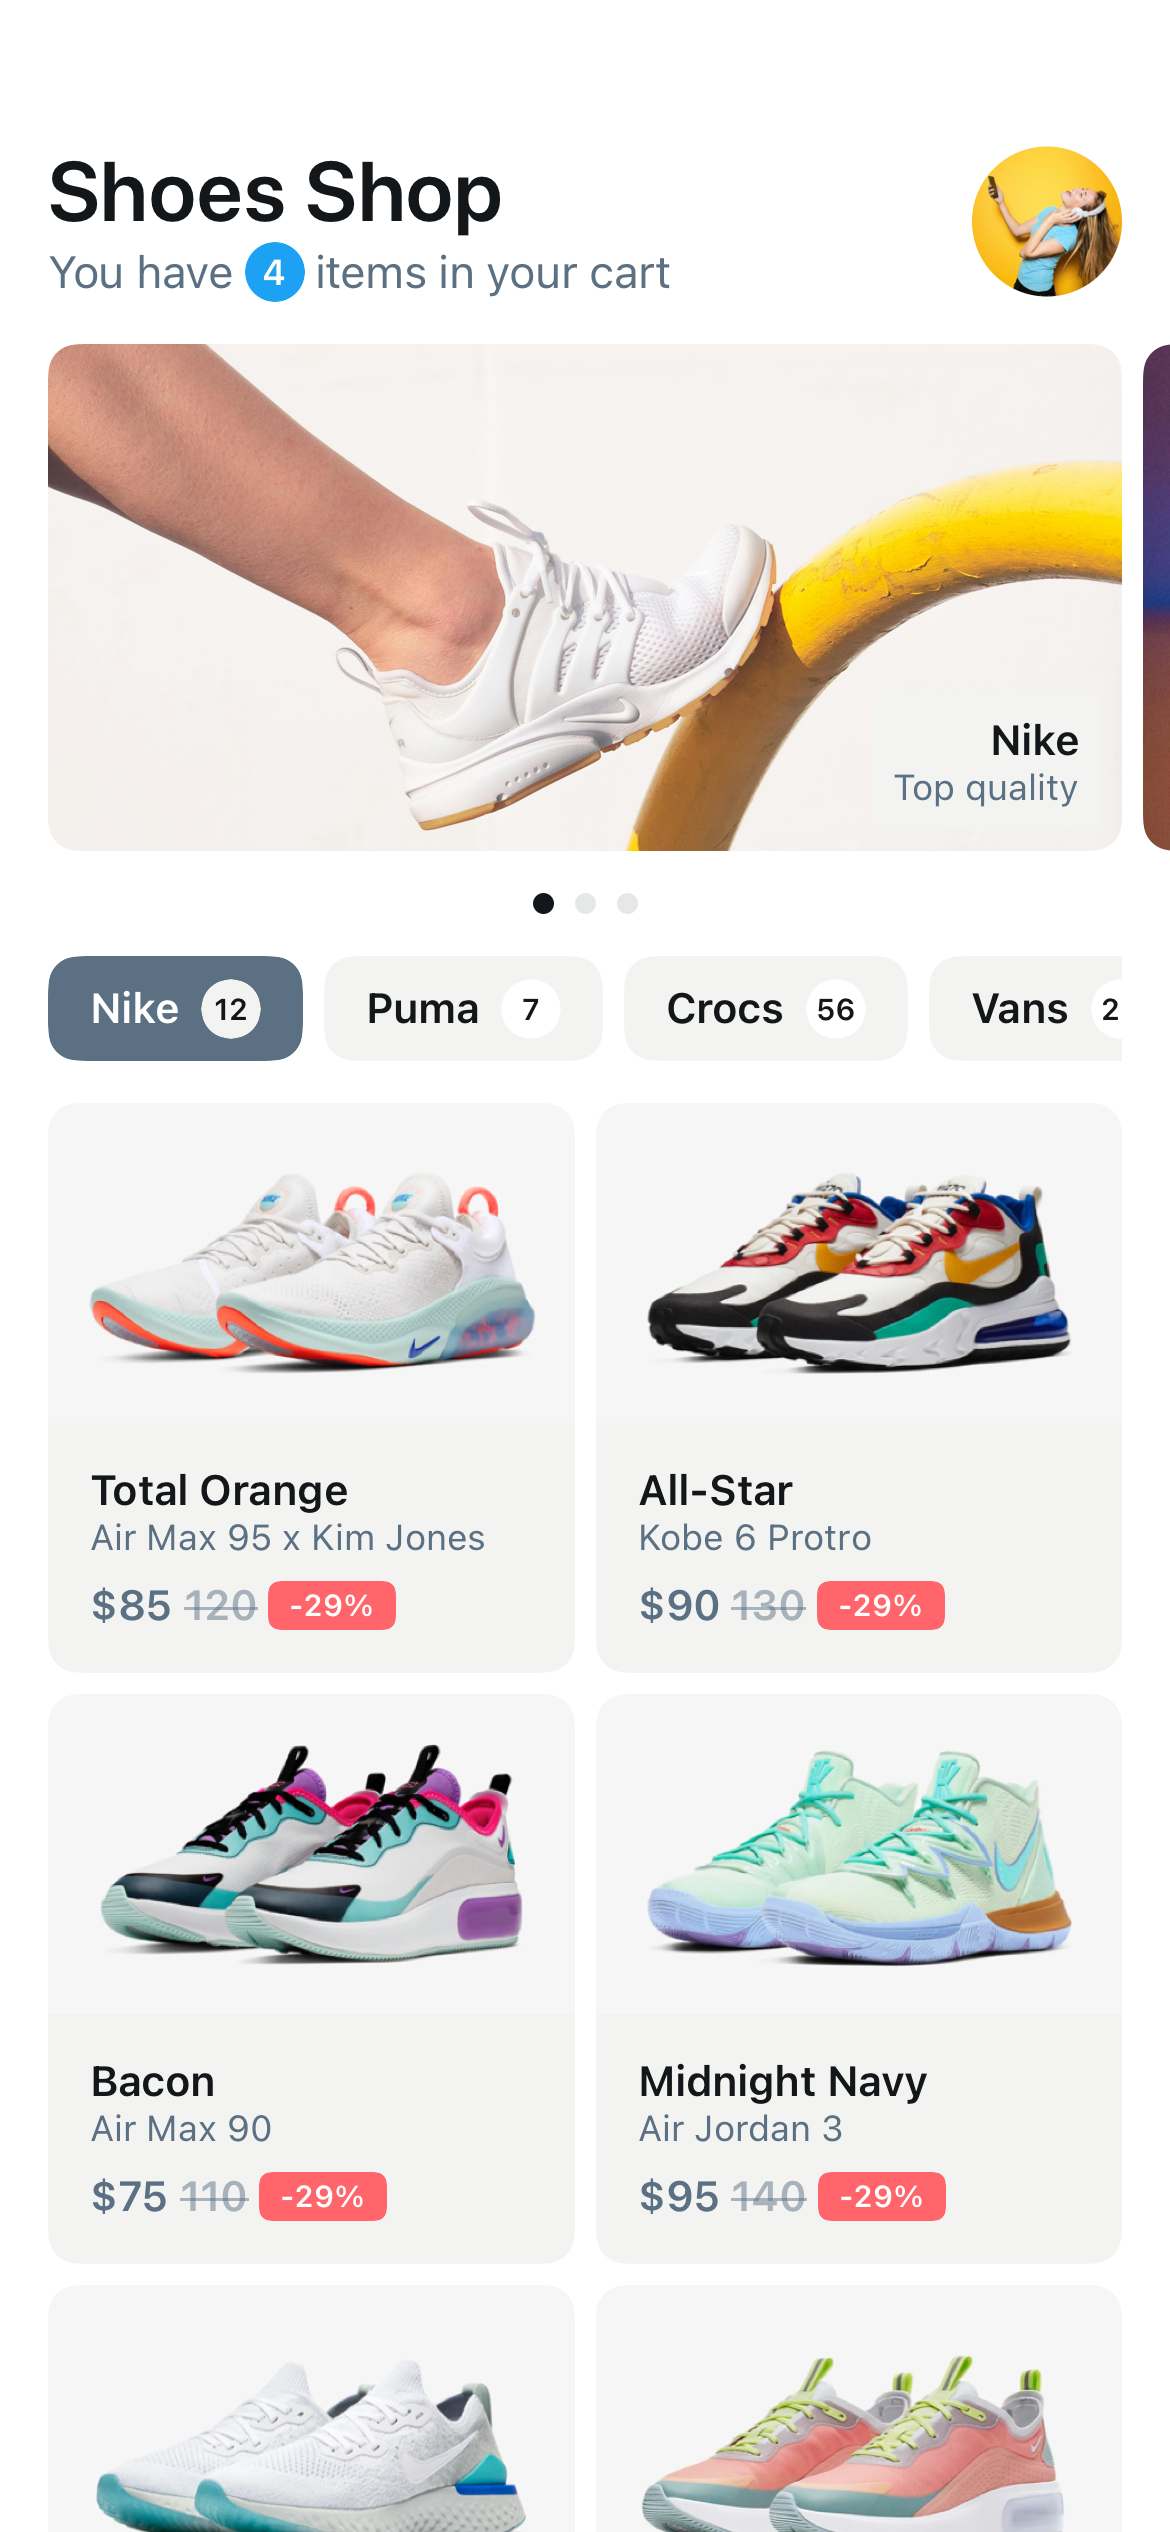 Shoes Shop
You have 4 items in your cart
Nike
Top quality
Nike 12
Puma 7
Crocs 56
Vans
Total Orange
Air Max 95 x Kim Jones
$85 120 -29%
All-Star
Kobe 6 Protro
$90 130 -29%
Bacon
Air Max 90
$75 110 -29%
Midnight Navy
Air Jordan 3
$95 140 -29%